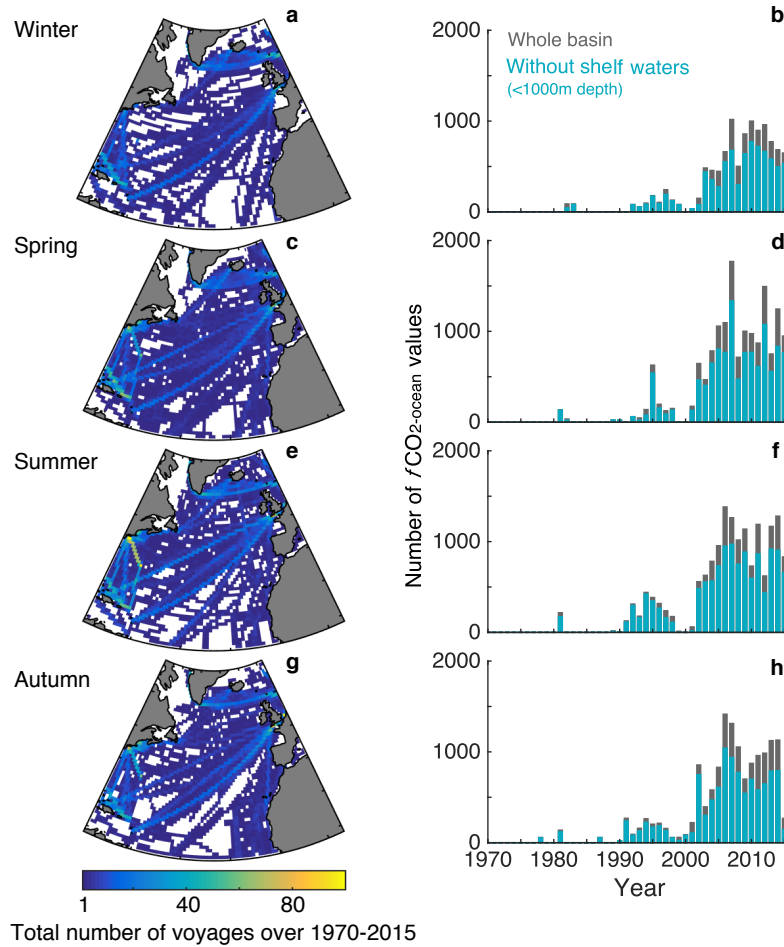 Winter
a
b
2000
Whole basin
Without shelf waters
(<1000m depth)
1000
0
Spring
c
d
2000
1000
0
Summer
e
f
2000
1000
0
Autumn
g
h
2000
1000
0
Number of fCO2-ocean values
1970 1980 1990 2000 2010
Year
1 40 80
Total number of voyages over 1970-2015